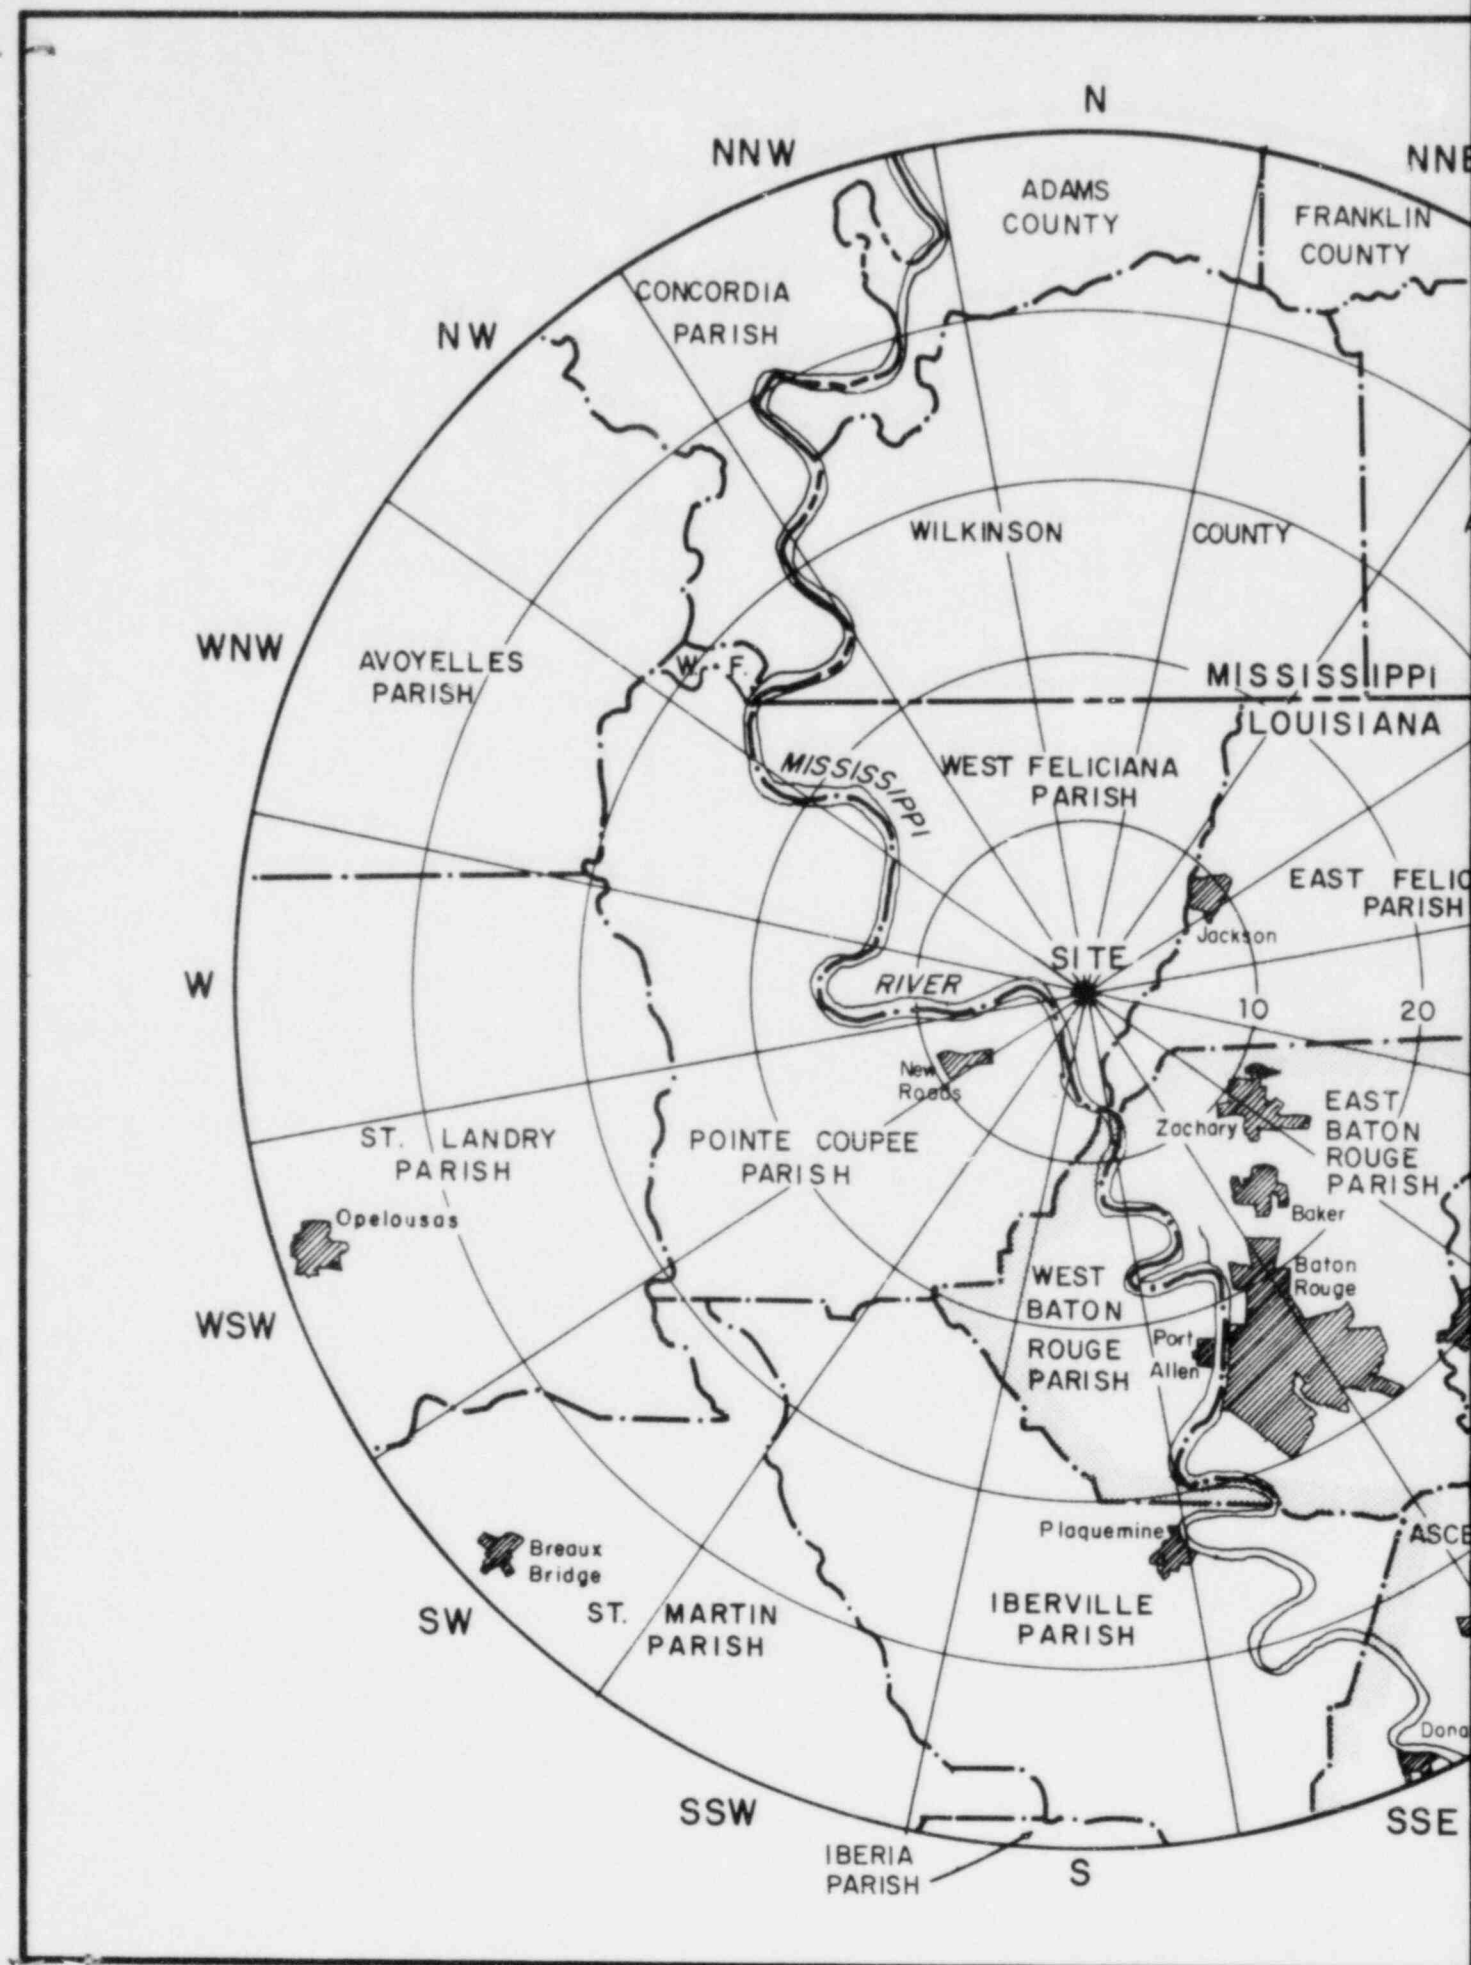 N
NNW
NNE
ADAMS
COUNTY
FRANKLIN
COUNTY
CONCORDIA
PARISH
NW
WILKINSON COUNTY
WNW
AVOYELLES
PARISH
W. F.
MISSISSIPPI
LOUISIANA
MISSISSIPPI
WEST FELICIANA
PARISH
EAST FELIC
PARISH
Jackson
SITE
W
RIVER
10
20
New
Roads
Zachary
EAST
BATON
ROUGE
PARISH
ST. LANDRY
PARISH
POINTE COUPEE
PARISH
Opelousas
Baker
WEST
BATON
ROUGE
PARISH
Baton
Rouge
Port
Allen
WSW
Plaquemine
ASCE
Breaux
Bridge
SW
ST. MARTIN
PARISH
IBERVILLE
PARISH
Dona
SSW
SSE
IBERIA
PARISH
S